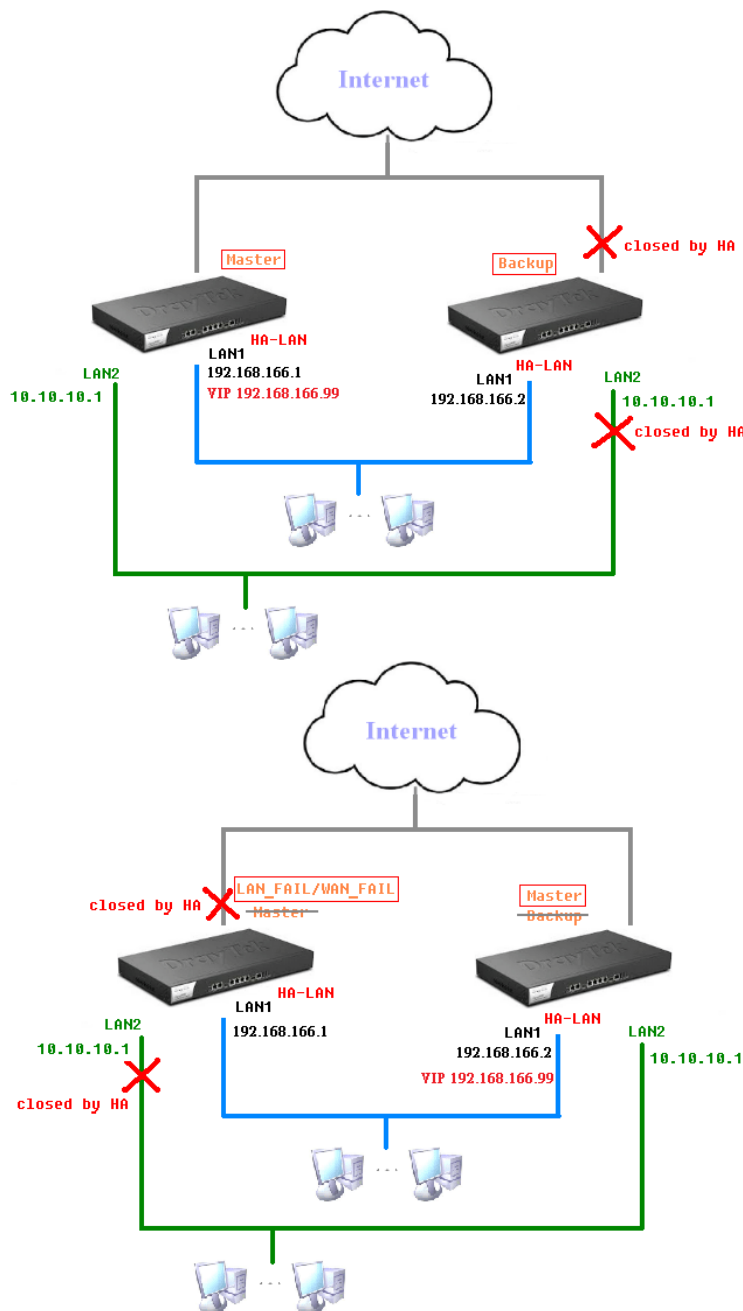 Internet
closed by HA
Master
Backup
DrayTek
DrayTek
HA-LAN
LAN1
192.168.166.1
VIP 192.168.166.99
LAN2
10.10.10.1
HA-LAN
LAN1
192.168.166.2
LAN2
10.10.10.1
closed by HA
...
...
Internet
LAN_FAIL/WAN_FAIL
Master
closed by HA
Master
Backup
DrayTek
DrayTek
HA-LAN
LAN1
192.168.166.1
LAN2
10.10.10.1
closed by HA
HA-LAN
LAN1
192.168.166.2
VIP 192.168.166.99
LAN2
10.10.10.1
...
...